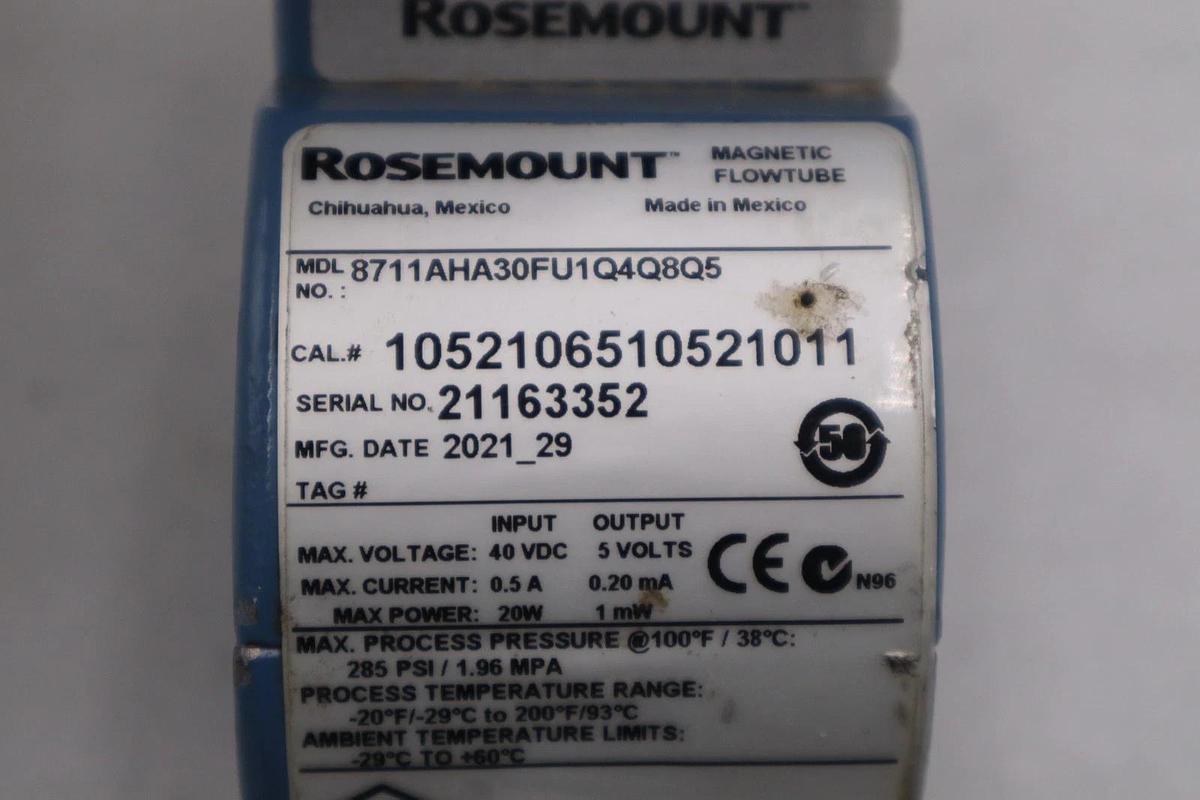 ROSEMOUNT™
ROSEMOUNT™ MAGNETIC FLOWTUBE
Chihuahua, Mexico Made in Mexico
MDL NO. : 8711AHA30FU1Q4Q8Q5
CAL.# 1052106510521011
SERIAL NO. 21163352
MFG. DATE 2021_29
TAG #
50
INPUT OUTPUT
MAX. VOLTAGE: 40 VDC 5 VOLTS
MAX. CURRENT: 0.5 A 0.20 mA
MAX POWER: 20W 1 mW
CE N96
MAX. PROCESS PRESSURE @100°F / 38°C:
285 PSI / 1.96 MPA
PROCESS TEMPERATURE RANGE:
-20°F/-29°C to 200°F/93°C
AMBIENT TEMPERATURE LIMITS:
-29°C TO +60°C